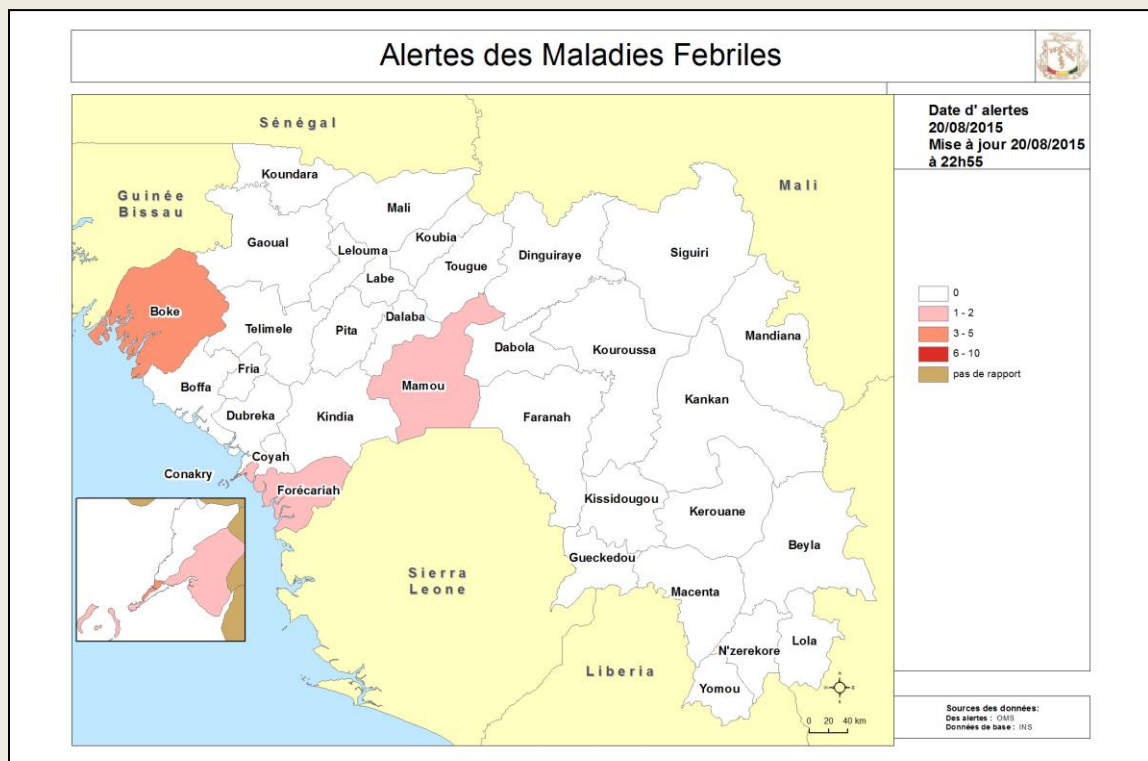 Alertes des Maladies Febriles
Date d' alertes
20/08/2015
Mise à jour 20/08/2015
à 22h55
Sénégal
Mali
Guinée
Bissau
Koundara
Mali
Gaoual
Koubia
Lelouma
Dinguiraye
Siguiri
Tougue
Labe
Boke
Telimele
Pita
Dalaba
Mandiana
Dabola
Kouroussa
Fria
Boffa
Mamou
Kankan
Dubreka
Kindia
Faranah
Coyah
Conakry
Forécariah
Kissidougou
Kerouane
Beyla
Gueckedou
Sierra
Leone
Macenta
Lola
N'zerekore
Liberia
Yomou
0
1 - 2
3 - 5
6 - 10
pas de rapport
0 20 40 km
Sources des données:
Des alertes : OMS
Données de base : INS